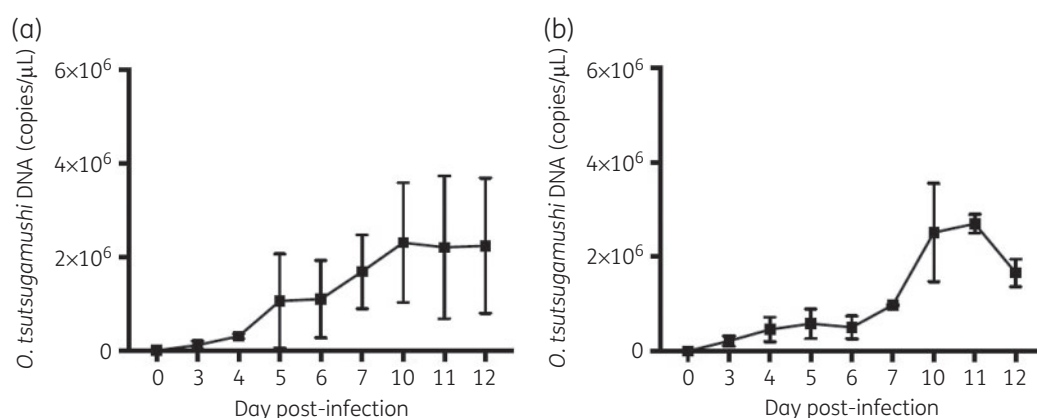 (a)
O. tsutsugamushi DNA (copies/μL)
6×10⁶
4×10⁶
2×10⁶
0
0 3 4 5 6 7 10 11 12
Day post-infection
(b)
O. tsutsugamushi DNA (copies/μL)
6×10⁶
4×10⁶
2×10⁶
0
0 3 4 5 6 7 10 11 12
Day post-infection